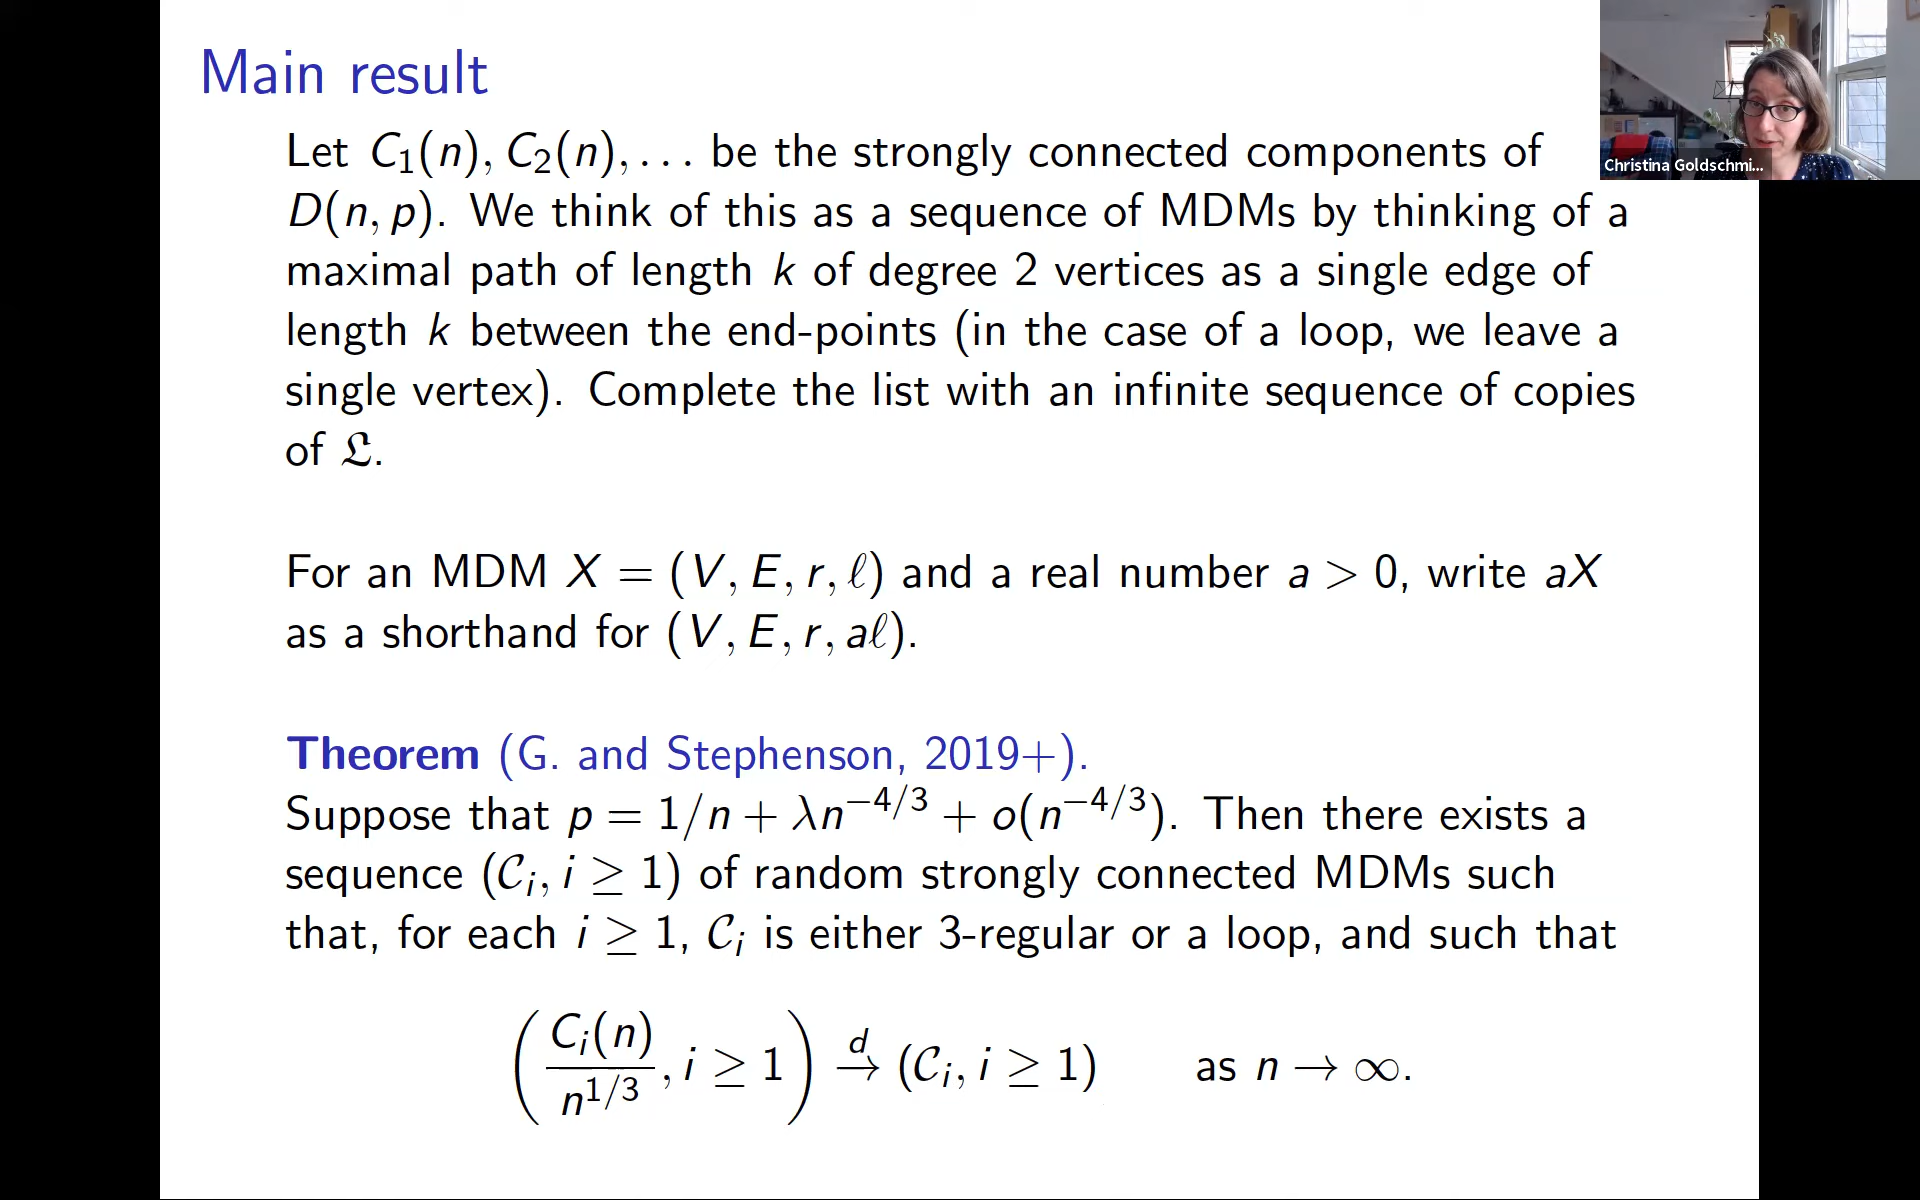 Main result
Let C₁(n), C₂(n), . . . be the strongly connected components of
D(n, p). We think of this as a sequence of MDMs by thinking of a
maximal path of length k of degree 2 vertices as a single edge of
length k between the end-points (in the case of a loop, we leave a
single vertex). Complete the list with an infinite sequence of copies
of 𝔏.
For an MDM X = (V, E, r, ℓ) and a real number a > 0, write aX
as a shorthand for (V, E, r, aℓ).
Theorem (G. and Stephenson, 2019+).
Suppose that p = 1/n + λn^{−4/3} + o(n^{−4/3}). Then there exists a
sequence (𝒞ᵢ, i ≥ 1) of random strongly connected MDMs such
that, for each i ≥ 1, 𝒞ᵢ is either 3-regular or a loop, and such that
(Cᵢ(n)/n^{1/3}, i ≥ 1) →^d (𝒞ᵢ, i ≥ 1) as n → ∞.
Christina Goldschmi...